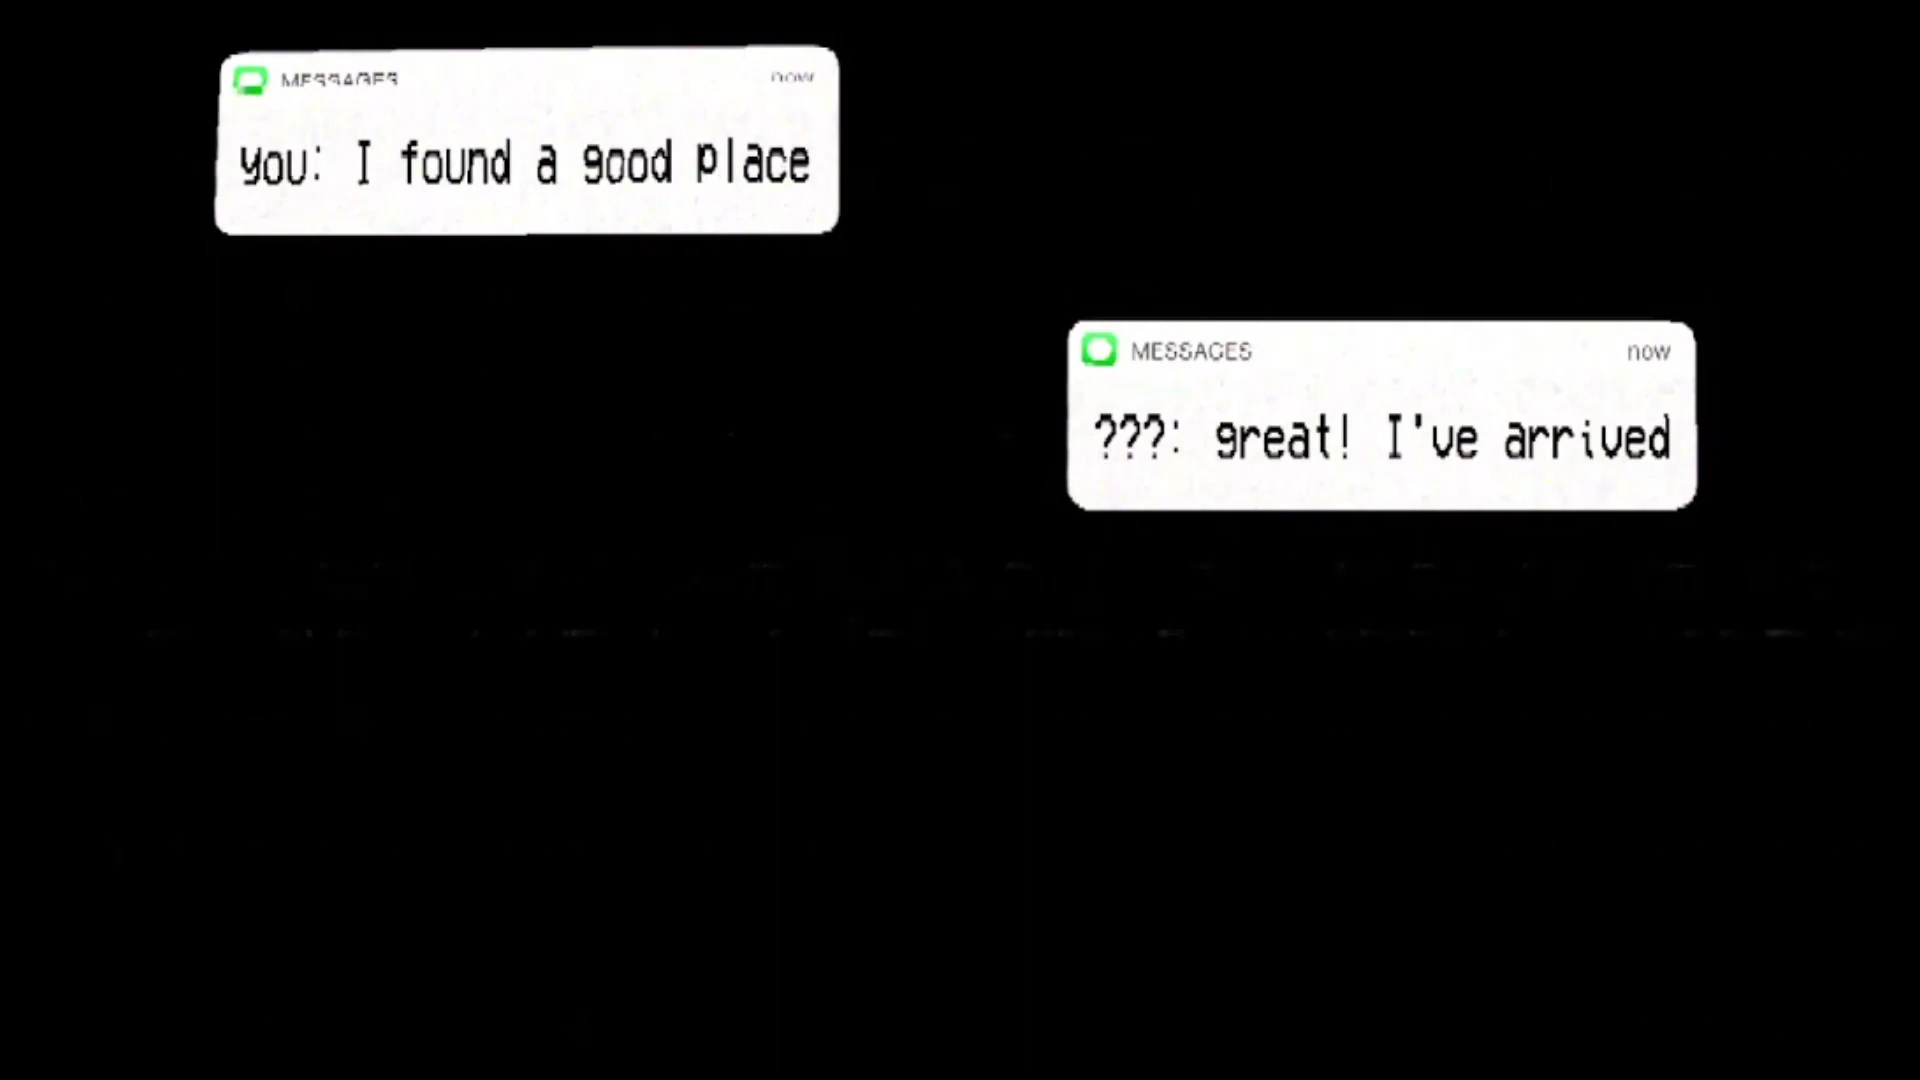 MESSAGES now
you: I found a good place
MESSAGES now
???: great! I've arrived